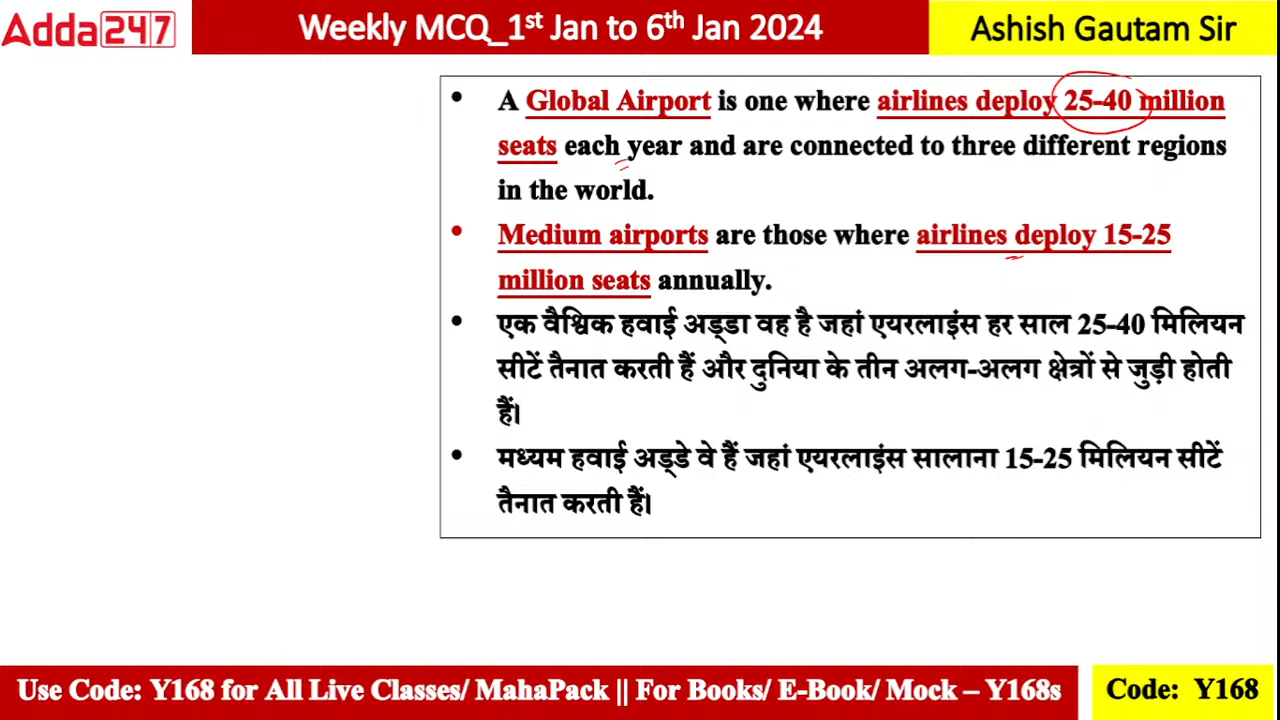 Adda247
Weekly MCQ_1st Jan to 6th Jan 2024
Ashish Gautam Sir
• A Global Airport is one where airlines deploy 25-40 million
seats each year and are connected to three different regions
in the world.
• Medium airports are those where airlines deploy 15-25
million seats annually.
• एक वैश्विक हवाई अड्डा वह है जहां एयरलाइंस हर साल 25-40 मिलियन
सीटें तैनात करती हैं और दुनिया के तीन अलग-अलग क्षेत्रों से जुड़ी होती
हैं।
• मध्यम हवाई अड्डे वे हैं जहां एयरलाइंस सालाना 15-25 मिलियन सीटें
तैनात करती हैं।
Use Code: Y168 for All Live Classes/ MahaPack || For Books/ E-Book/ Mock – Y168s
Code: Y168